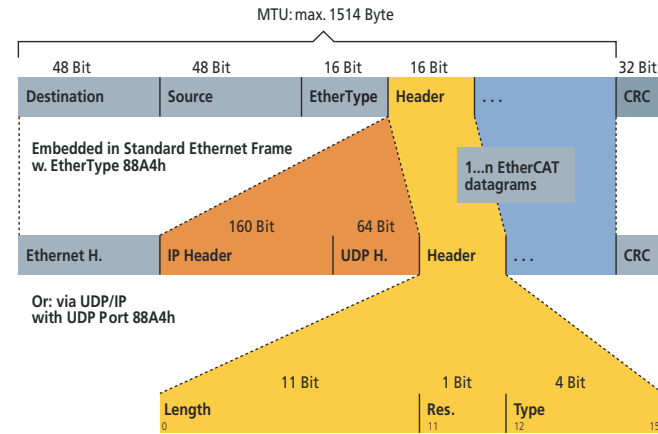 MTU: max. 1514 Byte
48 Bit 48 Bit 16 Bit 16 Bit 32 Bit
Destination Source EtherType Header . . . CRC
Embedded in Standard Ethernet Frame
w. EtherType 88A4h
1...n EtherCAT
datagrams
160 Bit 64 Bit
Ethernet H. IP Header UDP H. Header . . . CRC
Or: via UDP/IP
with UDP Port 88A4h
11 Bit 1 Bit 4 Bit
Length Res. Type
0 11 12 15